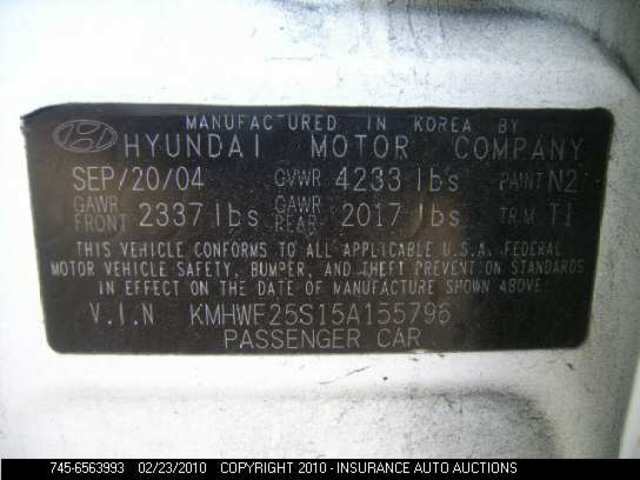 MANUFACTURED IN KOREA BY
HYUNDAI MOTOR COMPANY
SEP/20/04 GVWR 4233 lbs PAINT N2
GAWR FRONT 2337 lbs GAWR REAR 2017 lbs TRIM TI
THIS VEHICLE CONFORMS TO ALL APPLICABLE U.S.A. FEDERAL
MOTOR VEHICLE SAFETY, BUMPER, AND THEFT PREVENTION STANDARDS
IN EFFECT ON THE DATE OF MANUFACTURE SHOWN ABOVE.
V.I.N KMHWF25S15A155796
PASSENGER CAR
745-6563993 02/23/2010 COPYRIGHT 2010 - INSURANCE AUTO AUCTIONS